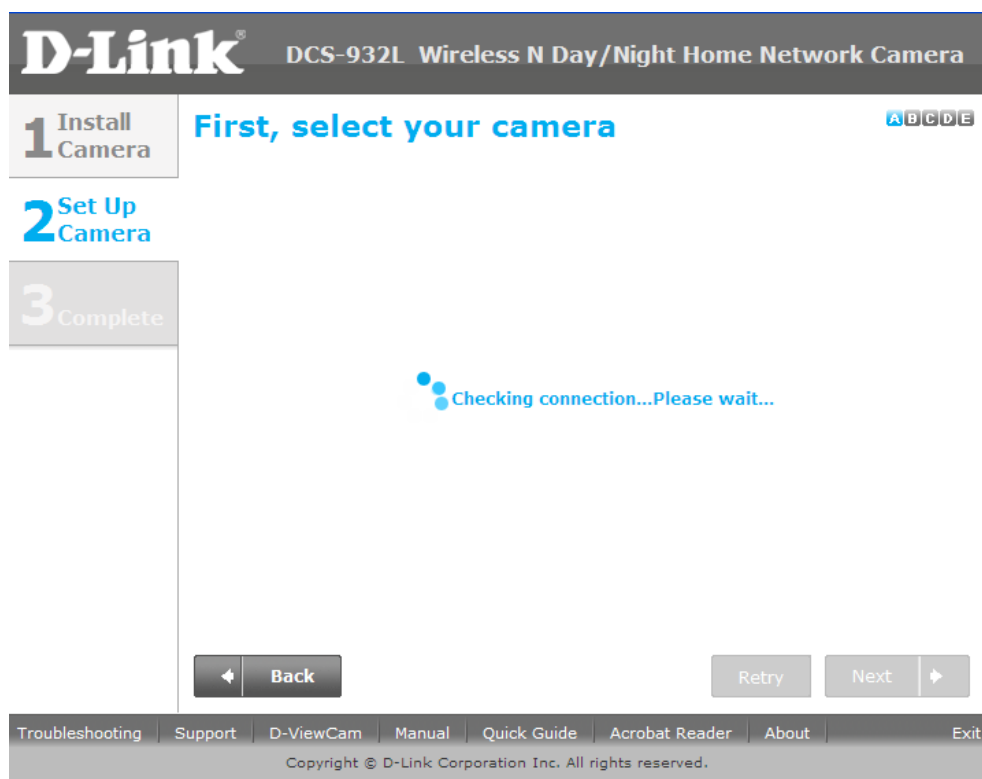 D-Link®
DCS-932L Wireless N Day/Night Home Network Camera
1 Install
Camera
First, select your camera
A B C D E
2 Set Up
Camera
3 Complete
Checking connection...Please wait...
Back
Retry
Next
Troubleshooting Support D-ViewCam Manual Quick Guide Acrobat Reader About Exit
Copyright © D-Link Corporation Inc. All rights reserved.